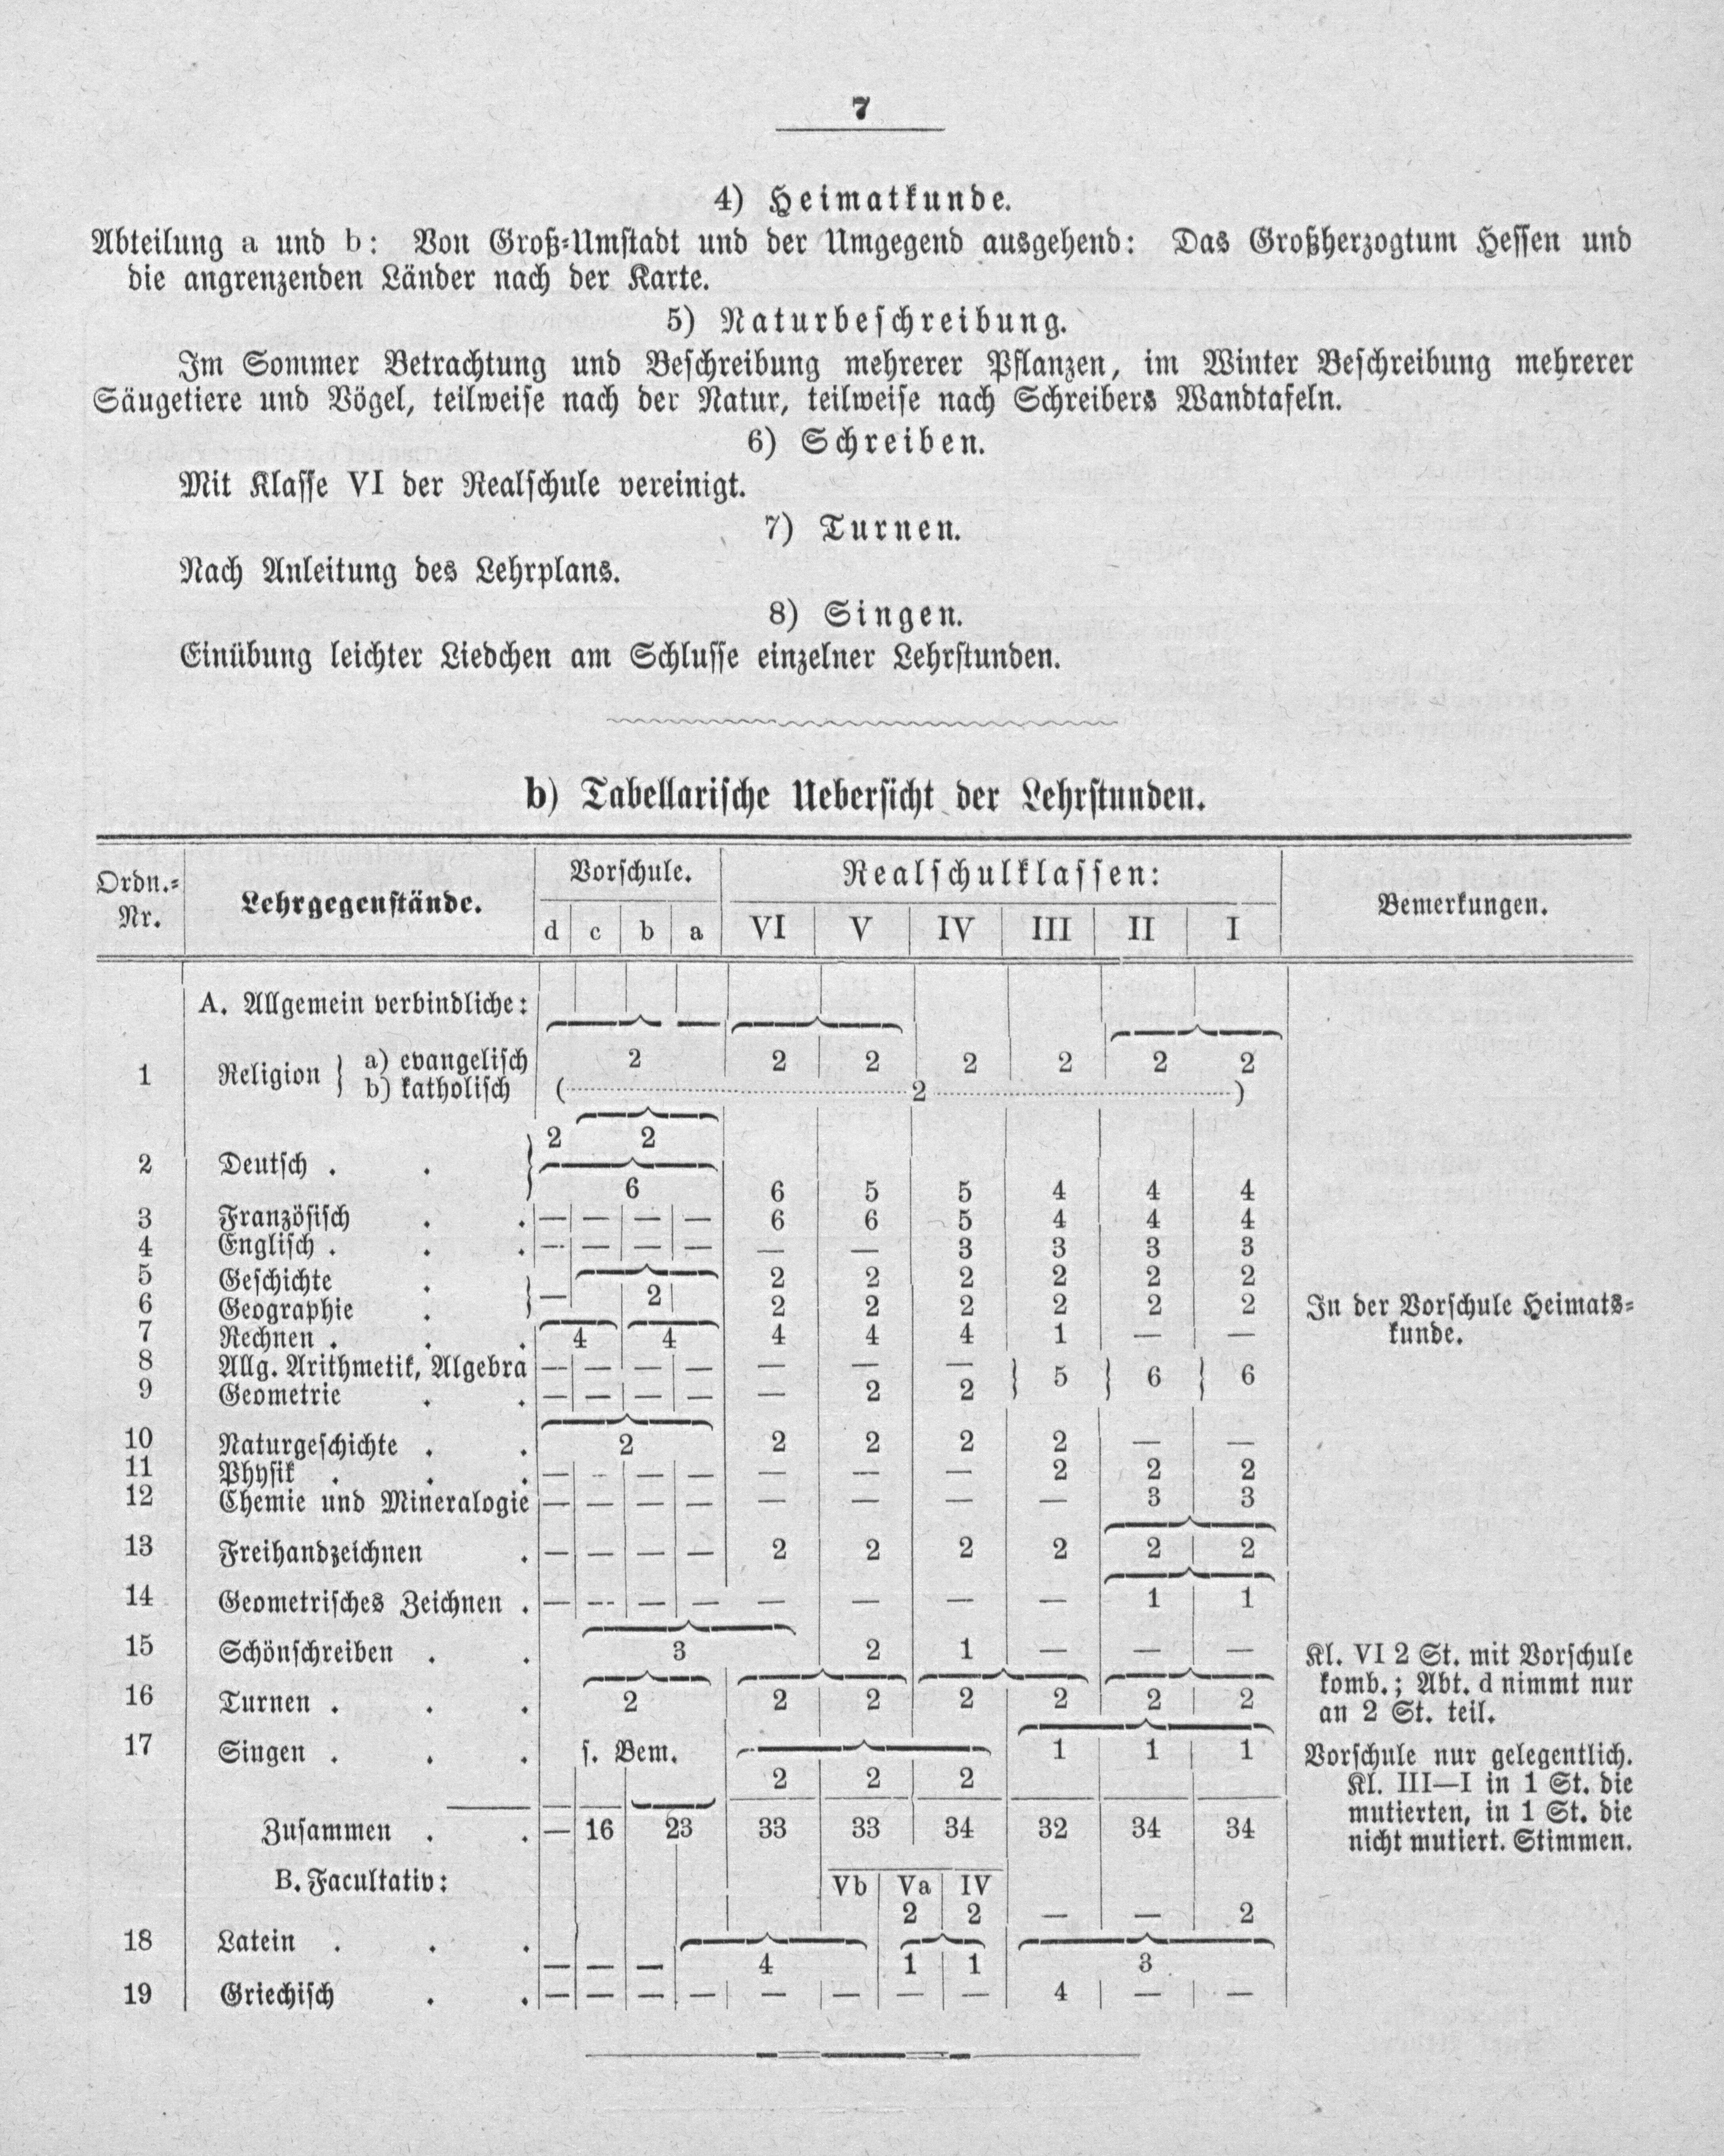 7
4) Heimatkunde.
Abteilung a und b: Von Groß-Umstadt und der Umgegend ausgehend: Das Großherzogtum Hessen und
die angrenzenden Länder nach der Karte.
5) Naturbeschreibung.
Im Sommer Betrachtung und Beschreibung mehrerer Pflanzen, im Winter Beschreibung mehrerer
Säugetiere und Vögel, teilweise nach der Natur, teilweise nach Schreibers Wandtafeln.
6) Schreiben.
Mit Klasse VI der Realschule vereinigt.
7) Turnen.
Nach Anleitung des Lehrplans.
8) Singen.
Einübung leichter Liedchen am Schlusse einzelner Lehrstunden.
b) Tabellarische Uebersicht der Lehrstunden.
Ordn.- Nr. Lehrgegenstände. Vorschule. Realschulklassen: Bemerkungen.
d c b a VI V IV III II I
A. Allgemein verbindliche:
1 Religion } a) evangelisch 2 2 2 2 2 2 2
b) katholisch ( 2 )
2 2
2 Deutsch . . }
6 6 5 5 4 4 4
3 Französisch . . — — — — 6 6 5 4 4 4
4 Englisch . . . — — — — — — 3 3 3 3
5 Geschichte . } — 2 2 2 2 2 2 2
6 Geographie . 2 2 2 2 2 2 In der Vorschule Heimats-
kunde.
7 Rechnen . . . 4 4 4 4 4 1 — —
8 Allg. Arithmetik, Algebra — — — — — — — } 5 } 6 } 6
9 Geometrie . . — — — — — 2 2
10 Naturgeschichte . . 2 2 2 2 2 — —
11 Physik . . . — — — — — — — 2 2 2
12 Chemie und Mineralogie — — — — — — — — 3 3
13 Freihandzeichnen . — — — — 2 2 2 2 2 2
14 Geometrisches Zeichnen . — — — — — — — — 1 1
15 Schönschreiben . . 3 2 1 — — — Kl. VI 2 St. mit Vorschule
komb.; Abt. d nimmt nur
an 2 St. teil.
16 Turnen . . . 2 2 2 2 2 2 2
17 Singen . . . s. Bem. 1 1 1 Vorschule nur gelegentlich.
Kl. III—I in 1 St. die
mutierten, in 1 St. die
nicht mutiert. Stimmen.
2 2 2
Zusammen . . — 16 23 33 33 34 32 34 34
B. Facultativ:
Vb Va IV
2 2 — — 2
18 Latein . . . — — — 4 1 1 3
19 Griechisch . . — — — — — — — — 4 — —